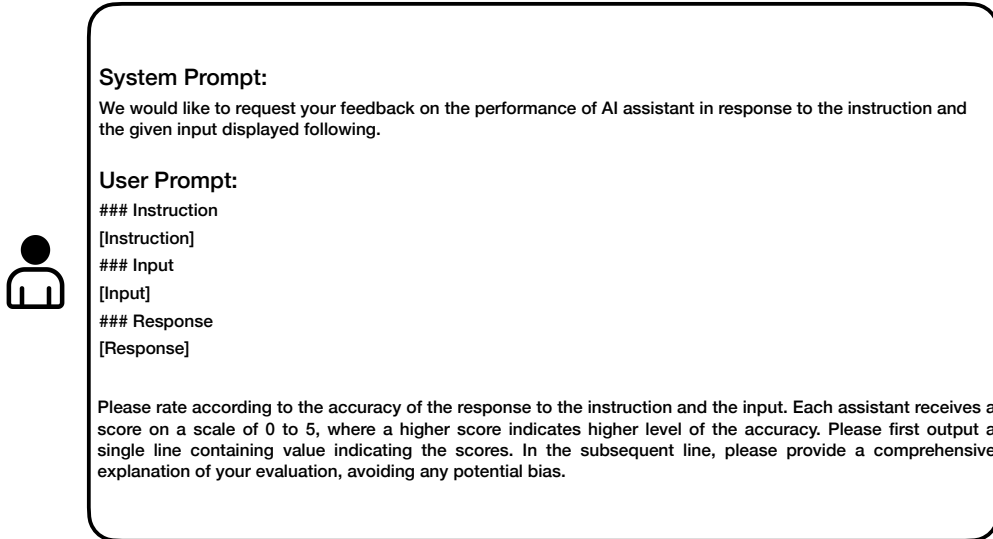 System Prompt:
We would like to request your feedback on the performance of AI assistant in response to the instruction and
the given input displayed following.
User Prompt:
### Instruction
[Instruction]
### Input
[Input]
### Response
[Response]
Please rate according to the accuracy of the response to the instruction and the input. Each assistant receives a
score on a scale of 0 to 5, where a higher score indicates higher level of the accuracy. Please first output a
single line containing value indicating the scores. In the subsequent line, please provide a comprehensive
explanation of your evaluation, avoiding any potential bias.